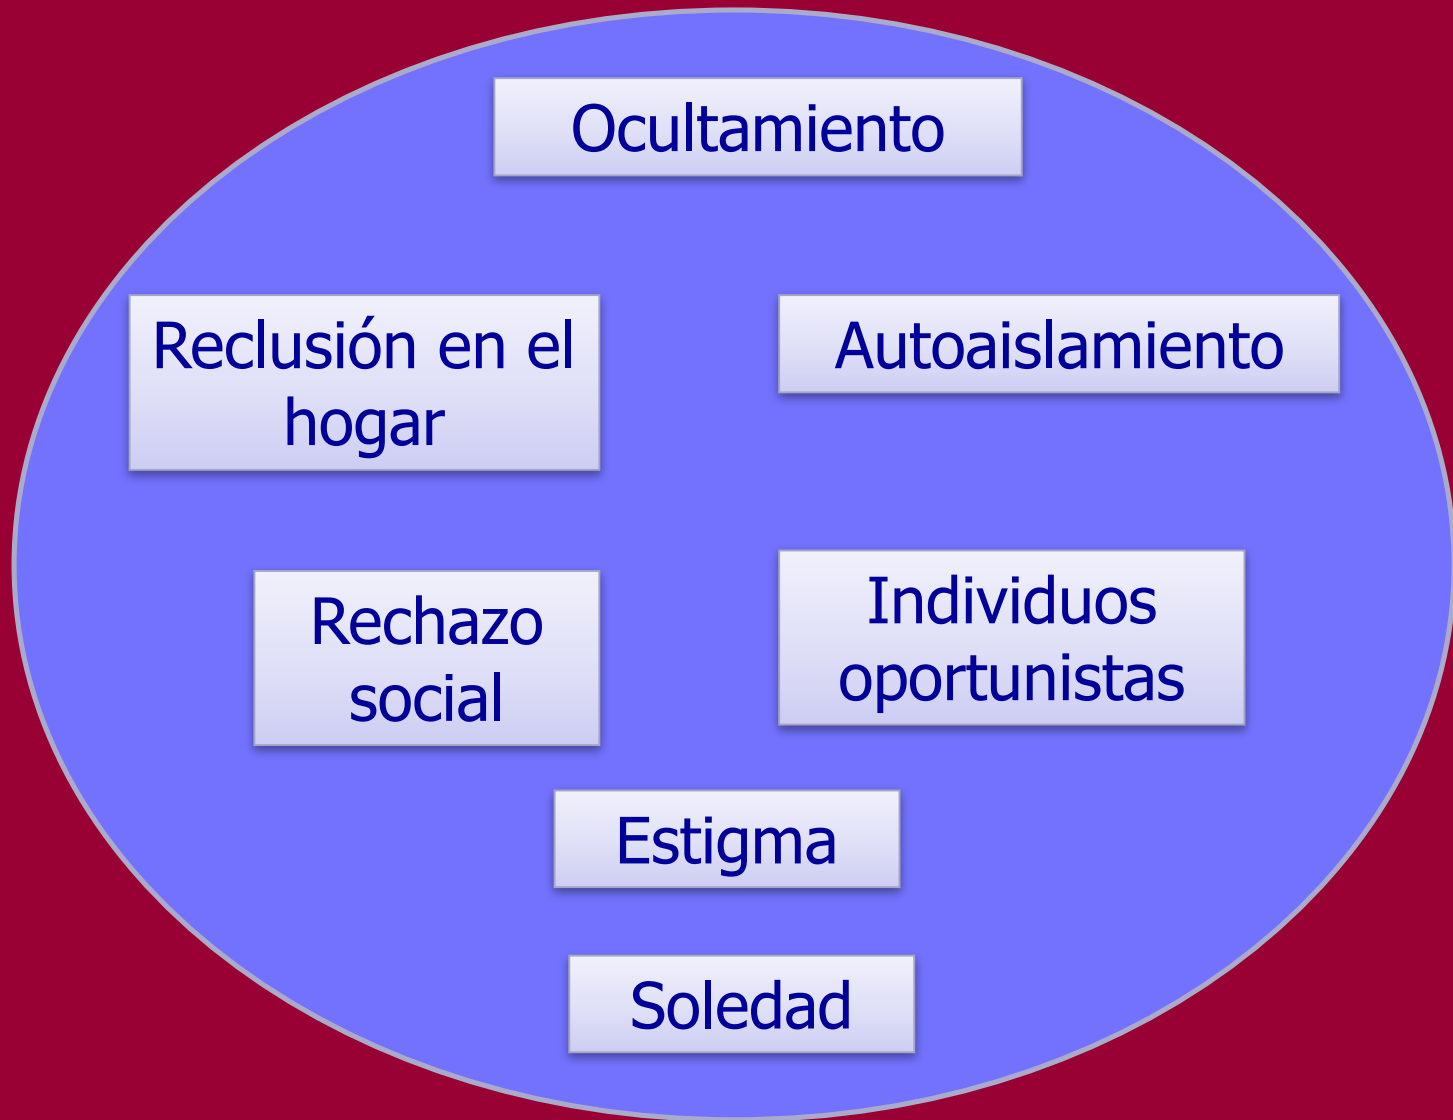 Ocultamiento
Reclusión en el
hogar
Autoaislamiento
Rechazo
social
Individuos
oportunistas
Estigma
Soledad